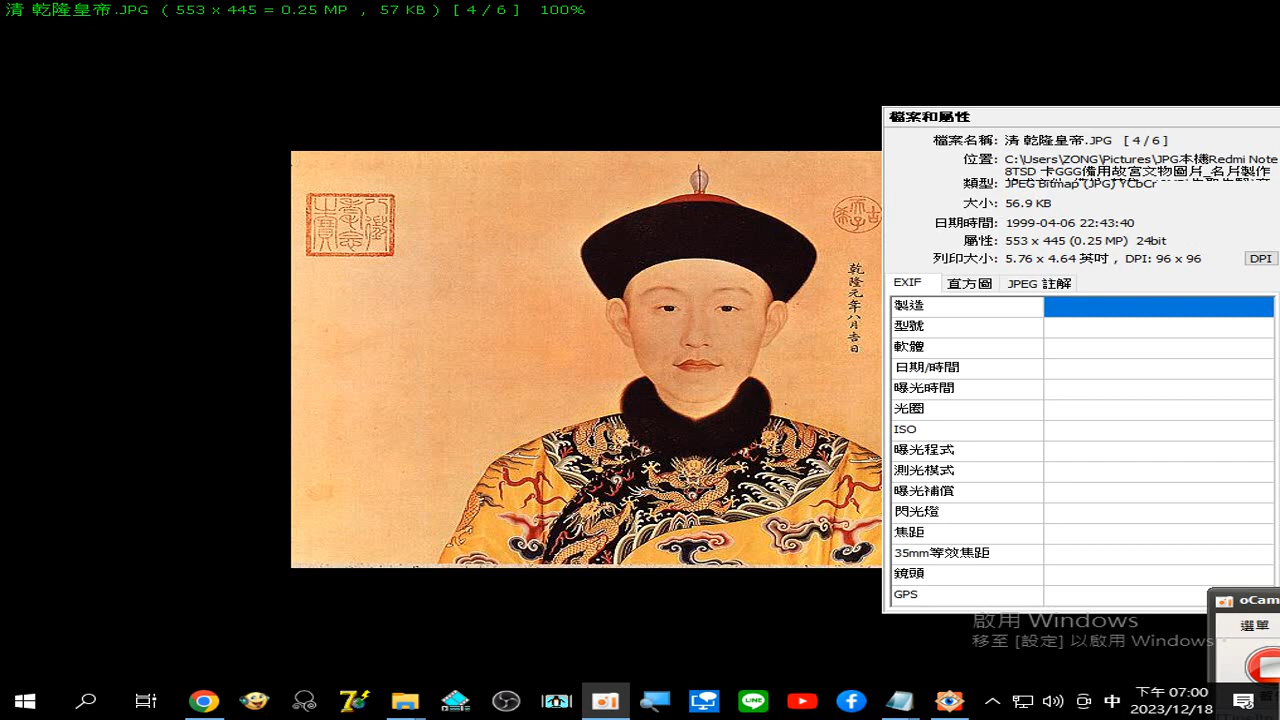 清 乾隆皇帝.JPG ( 553 x 445 = 0.25 MP , 57 KB ) [ 4 / 6 ] 100%
檔案和屬性
檔案名稱: 清 乾隆皇帝.JPG [ 4 / 6 ]
位置: C:\Users\ZONG\Pictures\JPG本機Redmi Note
8TSD 卡GGG備用故宮文物圖片_名片製作
類型: JPEG Bitmap (JPG) YCbCr
大小: 56.9 KB
日期時間: 1999-04-06 22:43:40
屬性: 553 x 445 (0.25 MP) 24bit
列印大小: 5.76 x 4.64 英吋 , DPI: 96 x 96 DPI
EXIF 直方圖 JPEG 註解
製造
型號
軟體
日期/時間
曝光時間
光圈
ISO
曝光程式
測光模式
曝光補償
閃光燈
焦距
35mm等效焦距
鏡頭
GPS
乾隆元年八月吉日
啟用 Windows
移至 [設定] 以啟用 Windows。
oCam
選單
LINE
中
下午 07:00
2023/12/18